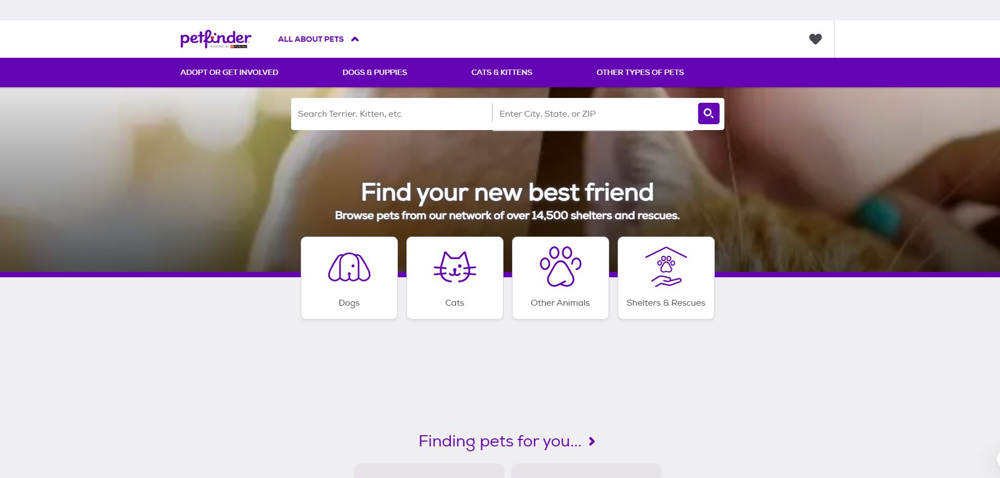 petfinder
POWERED BY PURINA
ALL ABOUT PETS
ADOPT OR GET INVOLVED
DOGS & PUPPIES
CATS & KITTENS
OTHER TYPES OF PETS
Search Terrier, Kitten, etc.
Enter City, State, or ZIP
Find your new best friend
Browse pets from our network of over 14,500 shelters and rescues.
Dogs
Cats
Other Animals
Shelters & Rescues
Finding pets for you...